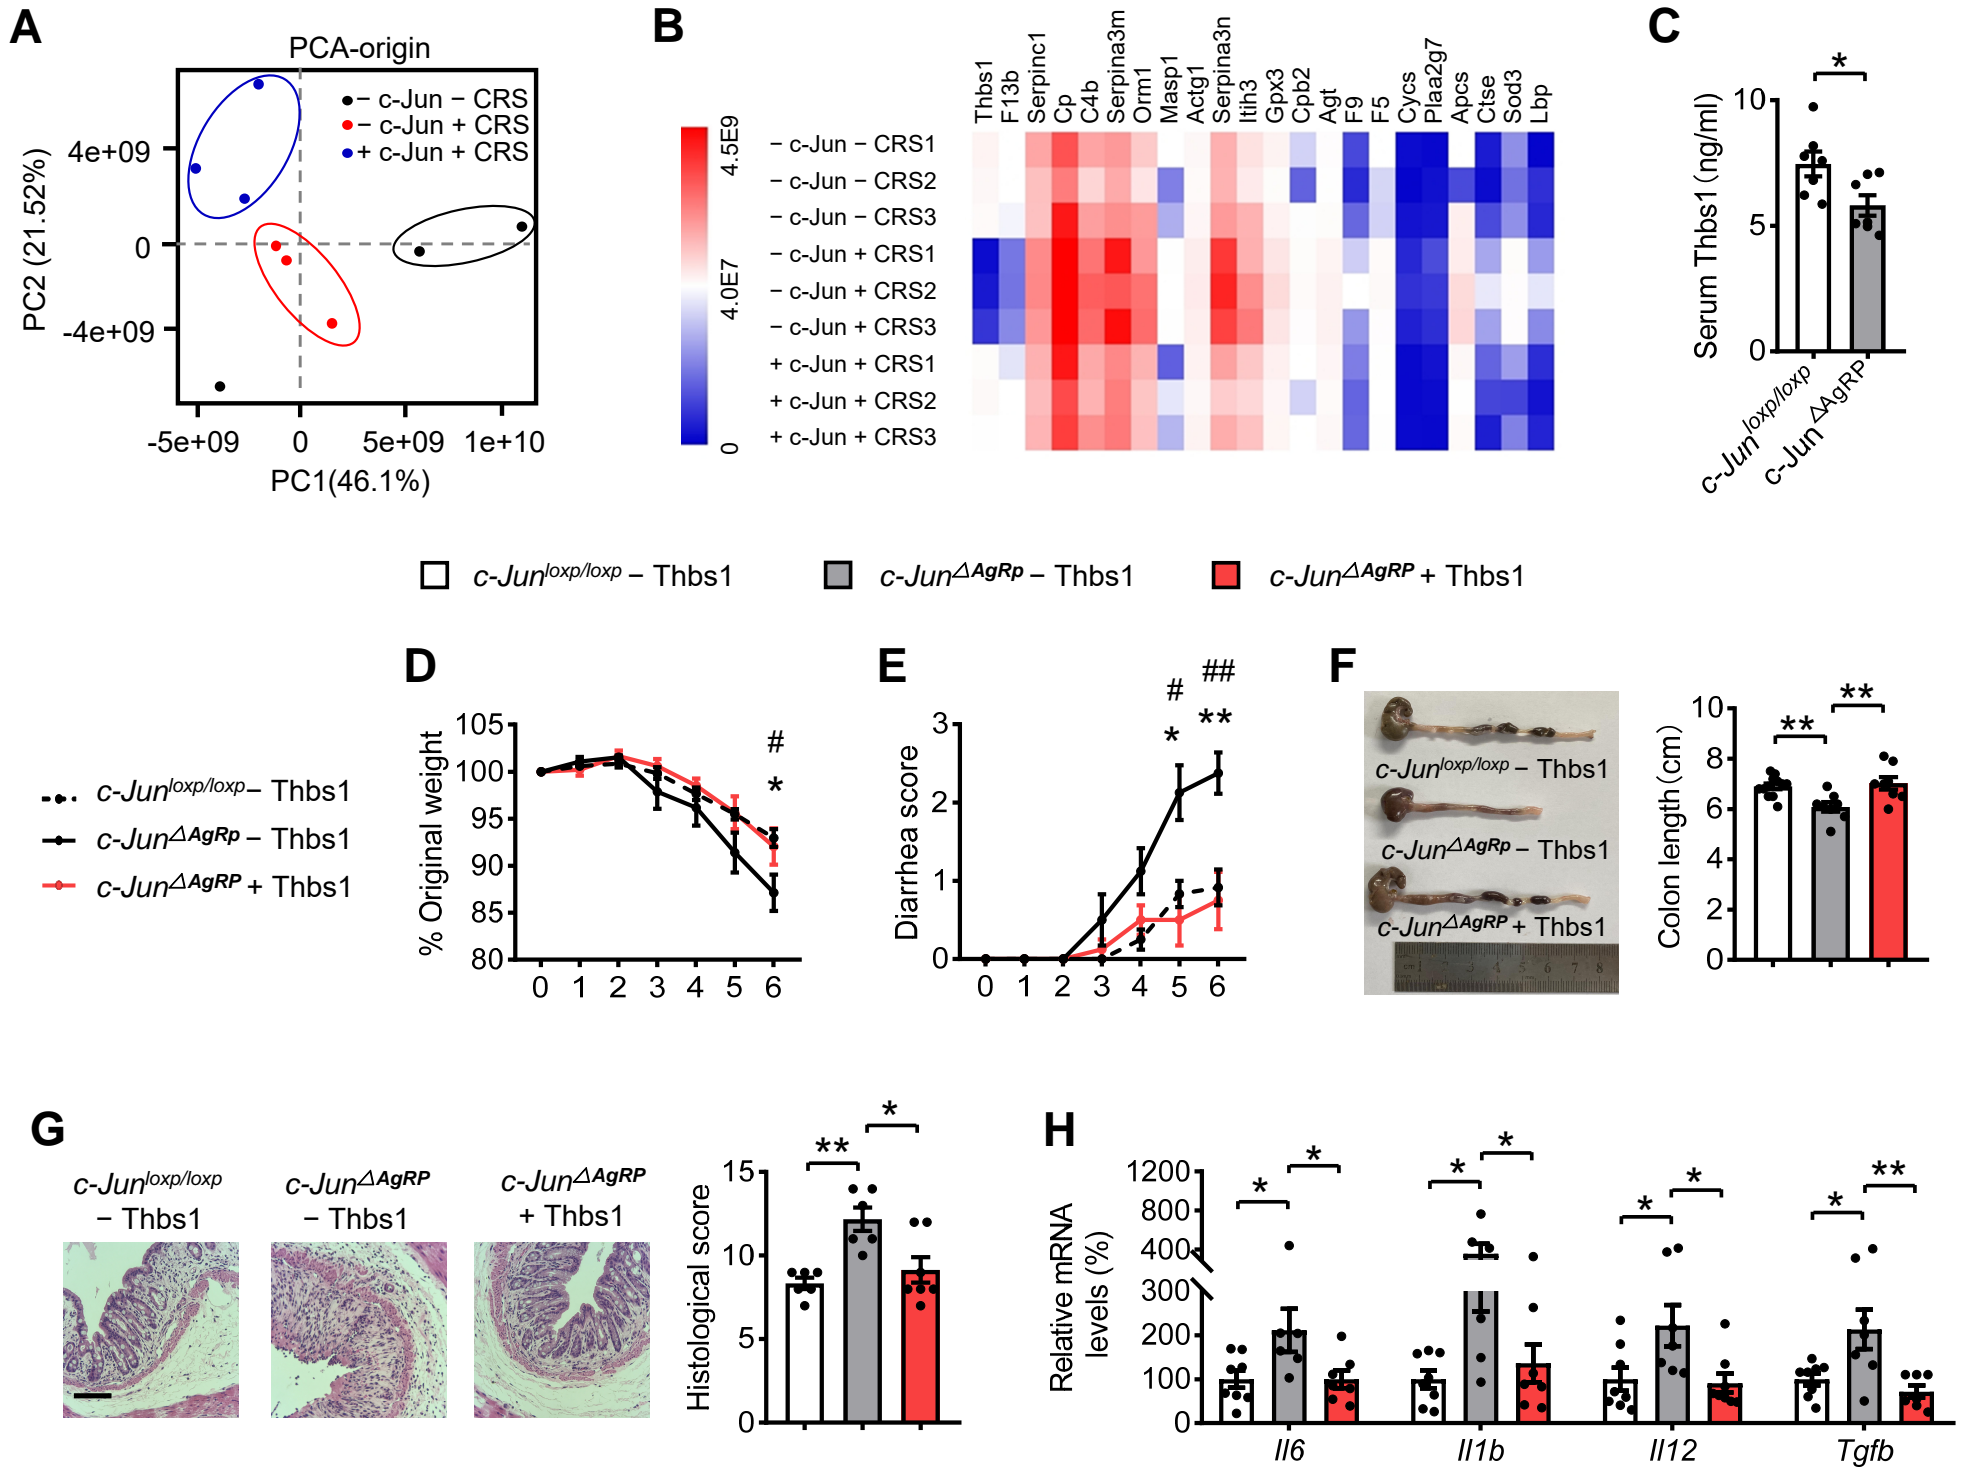 A
PCA-origin
− c-Jun − CRS
− c-Jun + CRS
+ c-Jun + CRS
4e+09
0
-4e+09
PC2 (21.52%)
-5e+09 0 5e+09 1e+10
PC1(46.1%)
B
Thbs1 F13b Serpinc1 Cp C4b Serpina3m Orm1 Masp1 Actg1 Serpina3n Itih3 Gpx3 Cpb2 Agt F9 F5 Cycs Plaa2g7 Apcs Ctse Sod3 Lbp
4.5E9
4.0E7
0
− c-Jun − CRS1
− c-Jun − CRS2
− c-Jun − CRS3
− c-Jun + CRS1
− c-Jun + CRS2
− c-Jun + CRS3
+ c-Jun + CRS1
+ c-Jun + CRS2
+ c-Jun + CRS3
C
*
Serum Thbs1 (ng/ml)
10
5
0
c-Jun loxp/loxp
c-Jun ΔAgRP
c-Jun loxp/loxp − Thbs1
c-Jun △AgRp − Thbs1
c-Jun △AgRP + Thbs1
c-Jun loxp/loxp − Thbs1
c-Jun △AgRp − Thbs1
c-Jun △AgRP + Thbs1
D
% Original weight
105
100
95
90
85
80
#
*
0 1 2 3 4 5 6
E
Diarrhea score
3
2
1
0
# ##
* **
0 1 2 3 4 5 6
F
c-Jun loxp/loxp − Thbs1
c-Jun △AgRp − Thbs1
c-Jun △AgRP + Thbs1
Colon length (cm)
10
8
6
4
2
0
** **
G
c-Jun loxp/loxp
− Thbs1
c-Jun △AgRP
− Thbs1
c-Jun △AgRP
+ Thbs1
Histological score
15
10
5
0
** *
H
Relative mRNA
levels (%)
1200
800
400
300
200
100
0
* *
* *
* *
* **
Il6 Il1b Il12 Tgfb